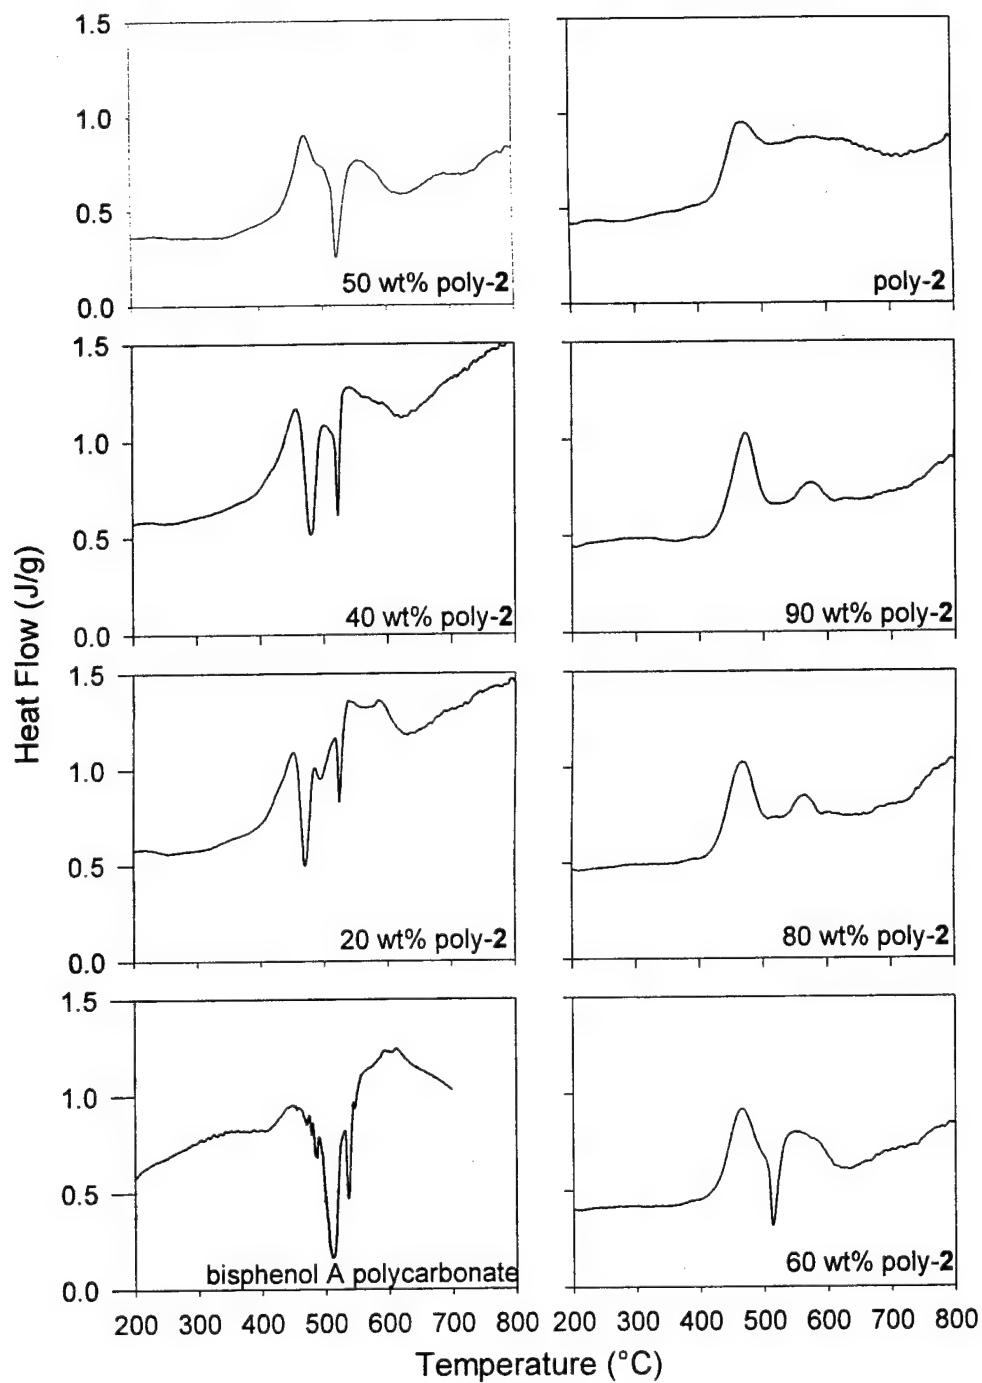 1.5
1.0
0.5
0.0
50 wt% poly-2
poly-2
1.5
1.0
0.5
0.0
40 wt% poly-2
90 wt% poly-2
Heat Flow (J/g)
1.5
1.0
0.5
0.0
20 wt% poly-2
80 wt% poly-2
1.5
1.0
0.5
0.0
bisphenol A polycarbonate
60 wt% poly-2
200 300 400 500 600 700 800 200 300 400 500 600 700 800
Temperature (°C)